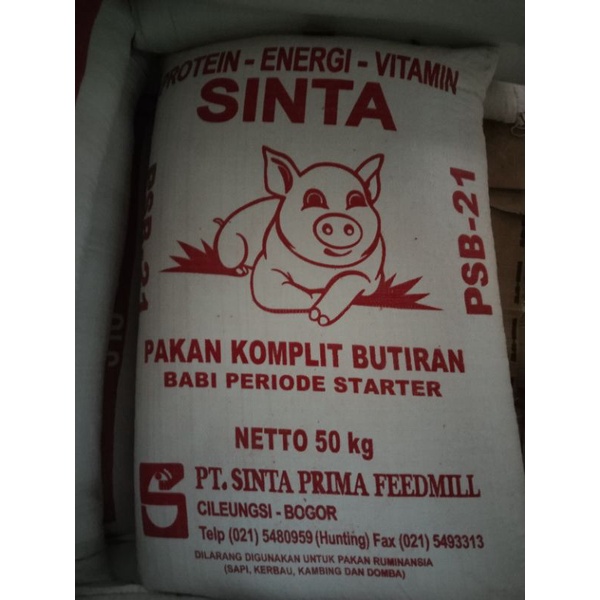 PROTEIN - ENERGI - VITAMIN
SINTA
PSB-21
PSB-21
PAKAN KOMPLIT BUTIRAN
BABI PERIODE STARTER
NETTO 50 kg
PT. SINTA PRIMA FEEDMILL
CILEUNGSI - BOGOR
Telp (021) 5480959 (Hunting) Fax (021) 5493313
DILARANG DIGUNAKAN UNTUK PAKAN RUMINANSIA
(SAPI, KERBAU, KAMBING DAN DOMBA)